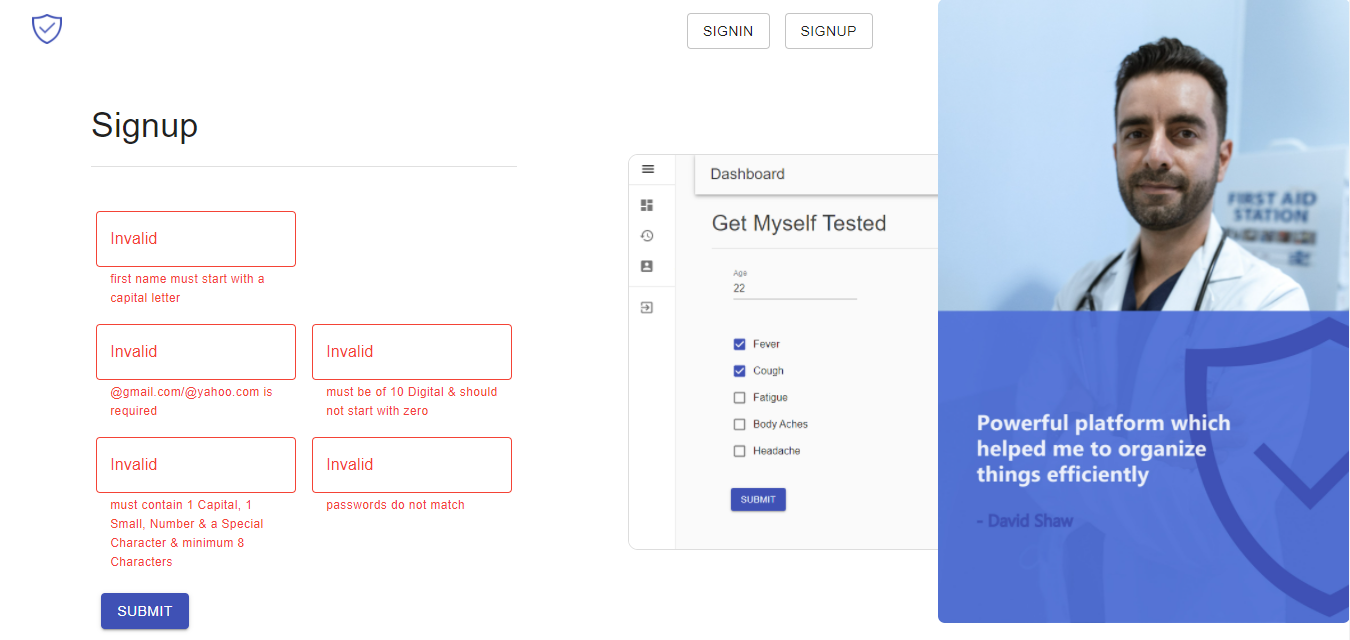 SIGNIN
SIGNUP
Signup
Invalid
first name must start with a
capital letter
Invalid
@gmail.com/@yahoo.com is
required
Invalid
must be of 10 Digital & should
not start with zero
Invalid
must contain 1 Capital, 1
Small, Number & a Special
Character & minimum 8
Characters
Invalid
passwords do not match
SUBMIT
Dashboard
Get Myself Tested
Age
22
Fever
Cough
Fatigue
Body Aches
Headache
SUBMIT
FIRST AID
STATION
Powerful platform which
helped me to organize
things efficiently
- David Shaw